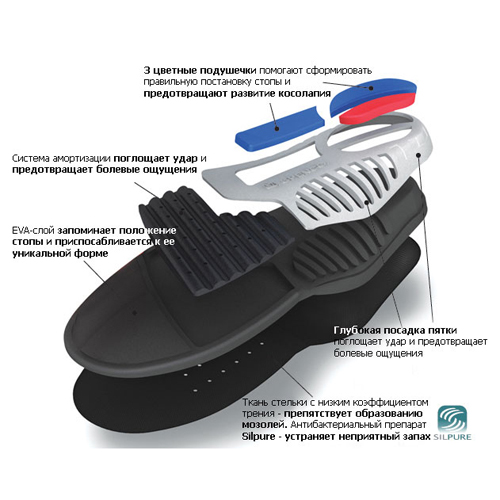 3 цветные подушечки помогают сформировать
правильную постановку стопы и
предотвращают развитие косолапия
Система амортизации поглощает удар и
предотвращает болевые ощущения
EVA-слой запоминает положение
стопы и приспосабливается к ее
уникальной форме
Глубокая посадка пятки
поглощает удар и предотвращает
болевые ощущения
Ткань стельки с низким коэффициентом
трения - препятствует образованию
мозолей. Антибактериальный препарат
Silpure - устраняет неприятный запах
SILPURE